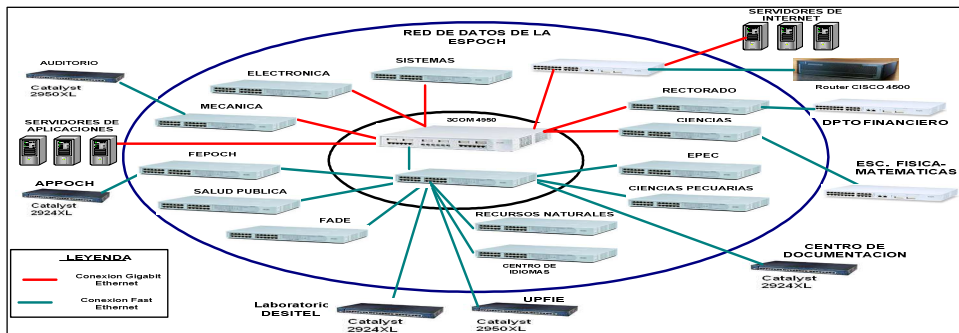 SERVIDORES DE
INTERNET
RED DE DATOS DE LA
ESPOCH
AUDITORIO
Catalyst
2950XL
ELECTRONICA
SISTEMAS
Router CISCO 4500
MECANICA
RECTORADO
DPTO FINANCIERO
SERVIDORES DE
APLICACIONES
3COM 4950
CIENCIAS
FEPOCH
EPEC
ESC. FISICA-
MATEMATICAS
APPOCH
Catalyst
2924XL
SALUD PUBLICA
CIENCIAS PECUARIAS
FADE
RECURSOS NATURALES
CENTRO DE
IDIOMAS
CENTRO DE
DOCUMENTACION
Catalyst
2924XL
LEYENDA
Conexion Gigabit
Ethernet
Conexion Fast
Ethernet
Laboratorio
DESITEL
Catalyst
2924XL
UPFIE
Catalyst
2950XL